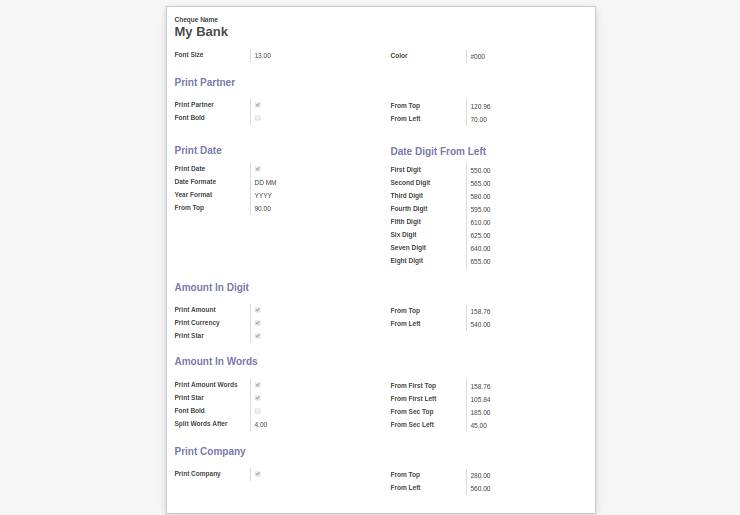 Cheque Name
My Bank
Font Size 13.00 Color #000
Print Partner
Print Partner From Top 120.96
Font Bold From Left 70.00
Print Date Date Digit From Left
Print Date First Digit 550.00
Date Formate DD MM Second Digit 565.00
Year Format YYYY Third Digit 580.00
From Top 90.00 Fourth Digit 595.00
Fifth Digit 610.00
Six Digit 625.00
Seven Digit 640.00
Eight Digit 655.00
Amount In Digit
Print Amount From Top 158.76
Print Currency From Left 540.00
Print Star
Amount In Words
Print Amount Words From First Top 158.76
Print Star From First Left 105.84
Font Bold From Sec Top 185.00
Split Words After 4.00 From Sec Left 45.00
Print Company
Print Company From Top 280.00
From Left 560.00